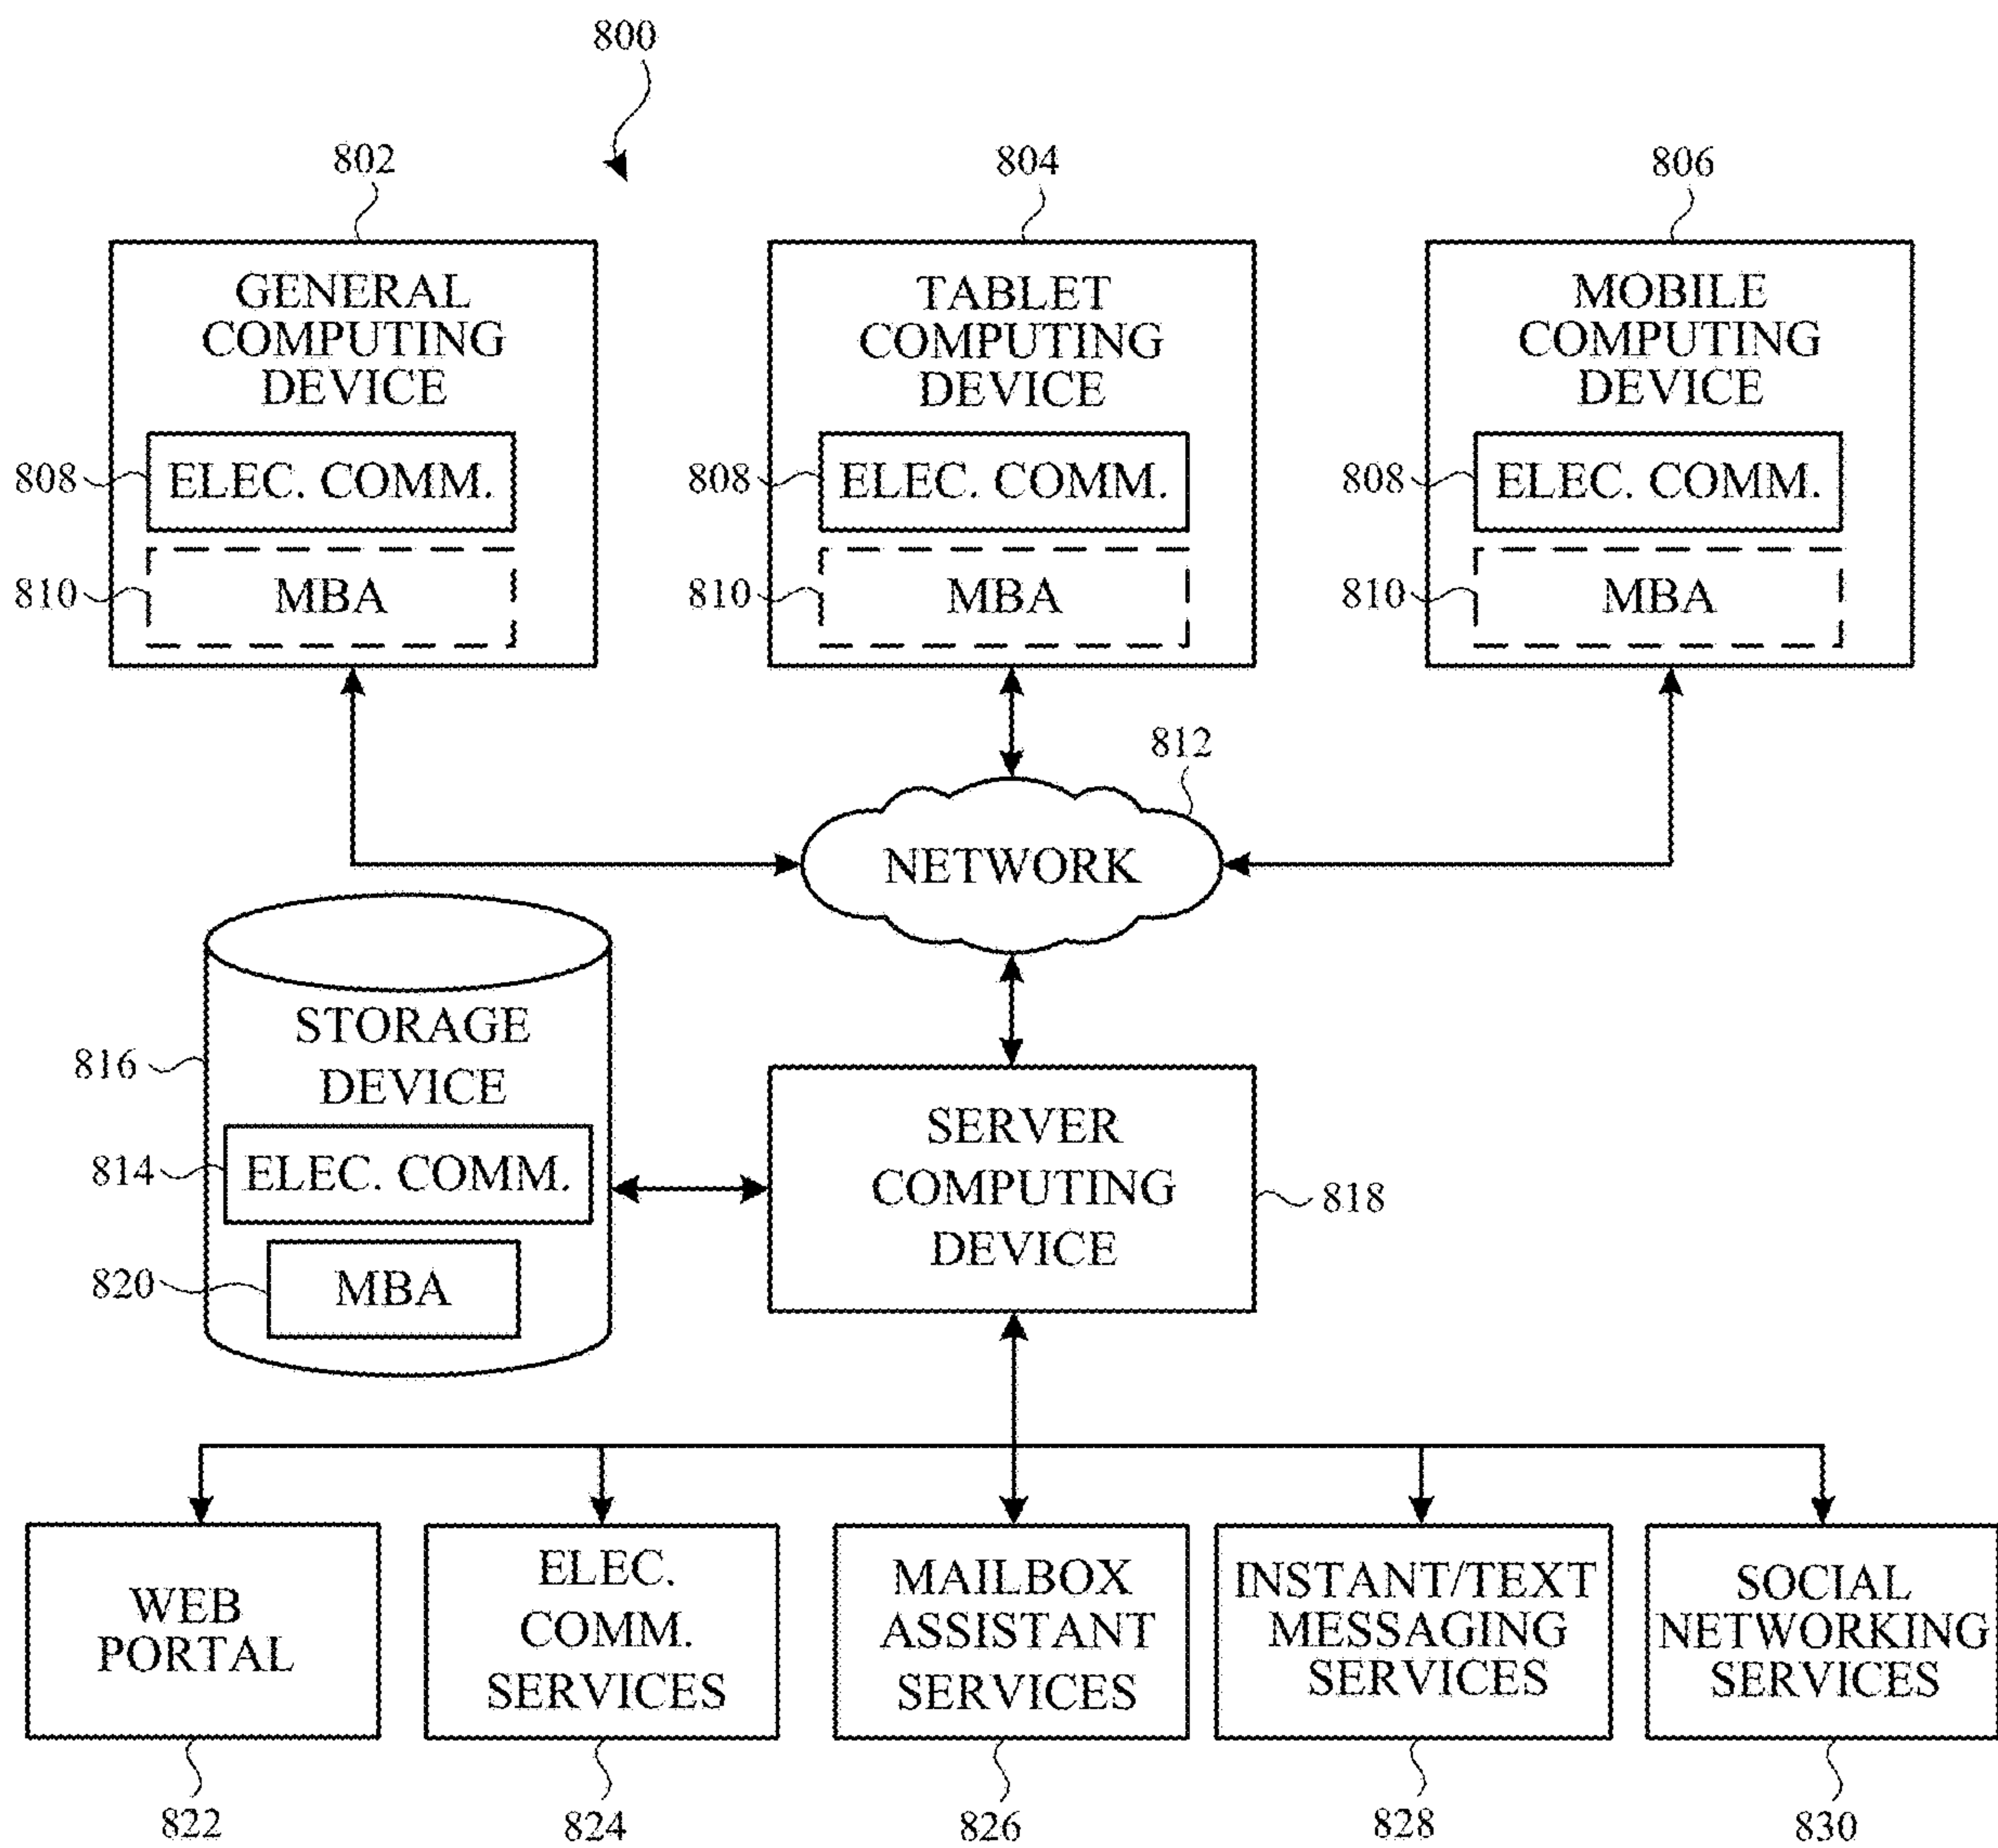 800
802
804
806
GENERAL
COMPUTING
DEVICE
808
ELEC. COMM.
810
MBA
TABLET
COMPUTING
DEVICE
808
ELEC. COMM.
810
MBA
MOBILE
COMPUTING
DEVICE
808
ELEC. COMM.
810
MBA
812
NETWORK
STORAGE
DEVICE
816
814
ELEC. COMM.
820
MBA
SERVER
COMPUTING
DEVICE
818
WEB
PORTAL
ELEC.
COMM.
SERVICES
MAILBOX
ASSISTANT
SERVICES
INSTANT/TEXT
MESSAGING
SERVICES
SOCIAL
NETWORKING
SERVICES
822
824
826
828
830